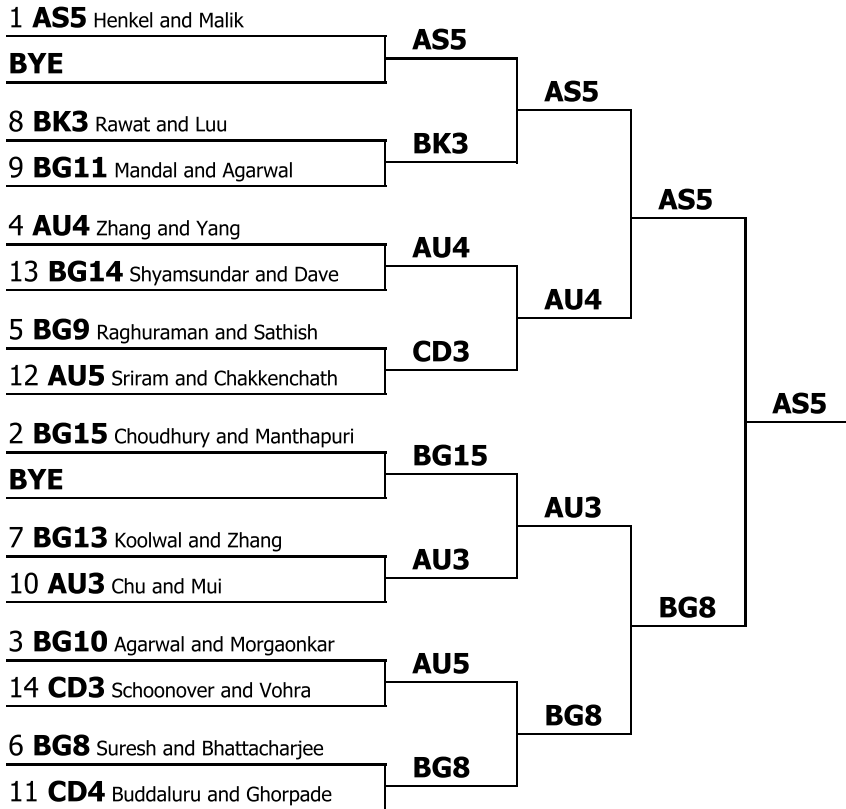 1 AS5 Henkel and Malik
BYE
8 BK3 Rawat and Luu
9 BG11 Mandal and Agarwal
4 AU4 Zhang and Yang
13 BG14 Shyamsundar and Dave
5 BG9 Raghuraman and Sathish
12 AU5 Sriram and Chakkenchath
2 BG15 Choudhury and Manthapuri
BYE
7 BG13 Koolwal and Zhang
10 AU3 Chu and Mui
3 BG10 Agarwal and Morgaonkar
14 CD3 Schoonover and Vohra
6 BG8 Suresh and Bhattacharjee
11 CD4 Buddaluru and Ghorpade
AS5
BK3
AU4
CD3
BG15
AU3
AU5
BG8
AS5
AU4
AU3
BG8
AS5
BG8
AS5